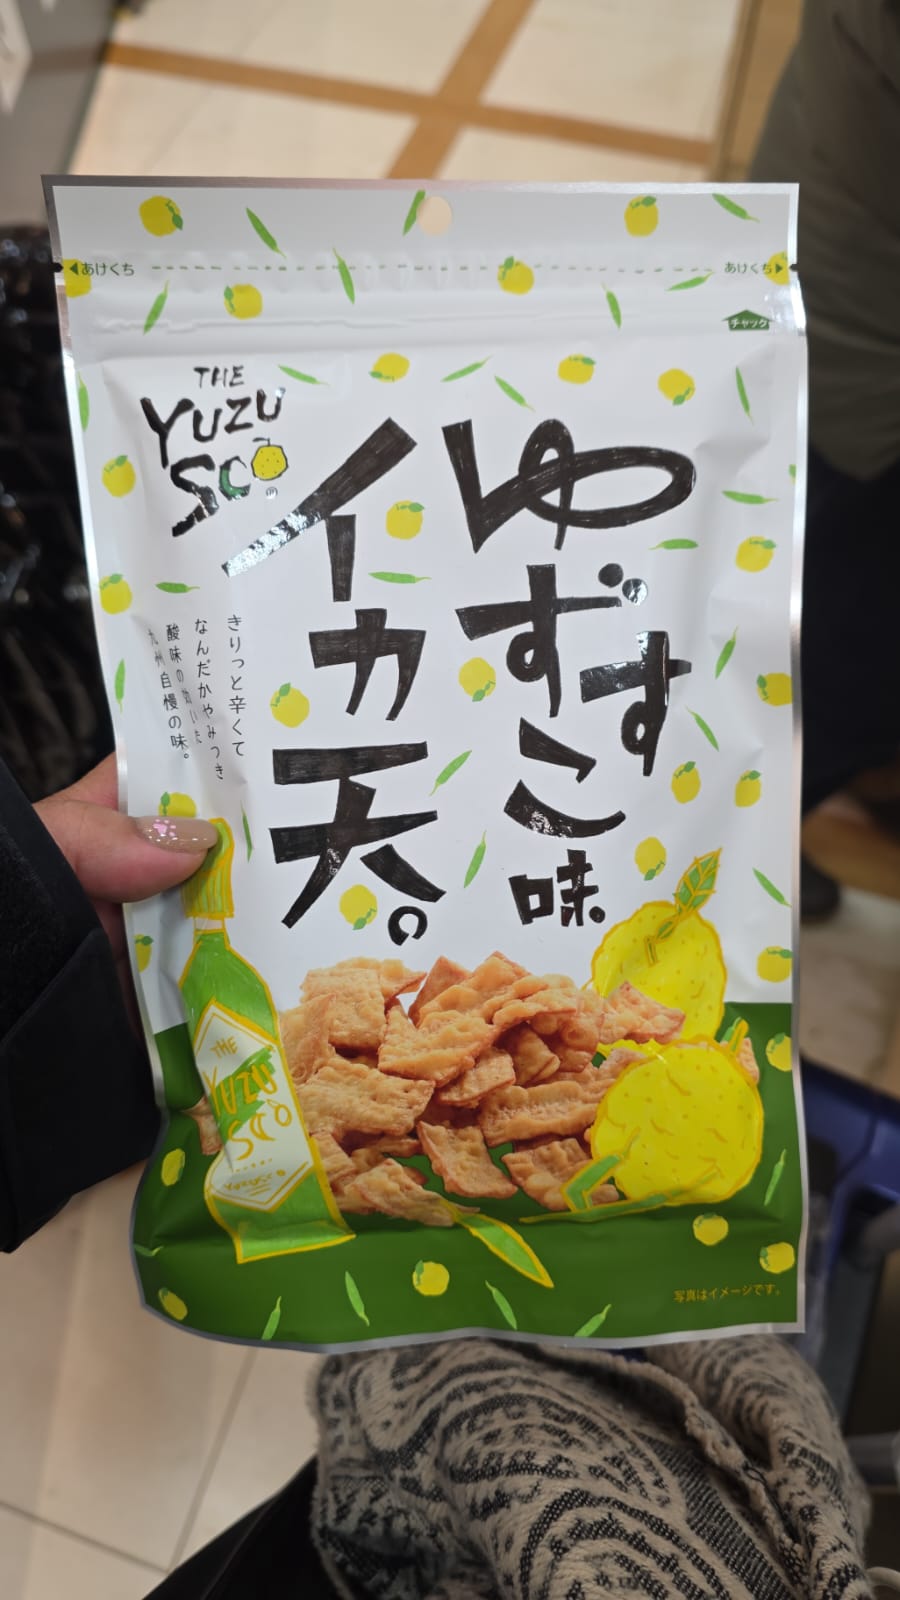 あけくち
あけくち
チャック
THE
YUZU
SCO
®
ゆずすこ味。
イカ天。
きりっと辛くて
なんだかやみつき
酸味の効いた
九州自慢の味。
THE
写真はイメージです。